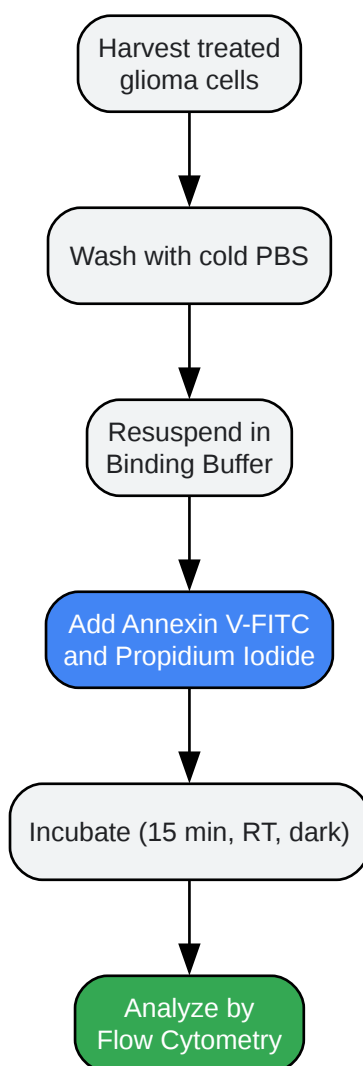 Harvest treated
glioma cells
Wash with cold PBS
Resuspend in
Binding Buffer
Add Annexin V-FITC
and Propidium Iodide
Incubate (15 min, RT, dark)
Analyze by
Flow Cytometry